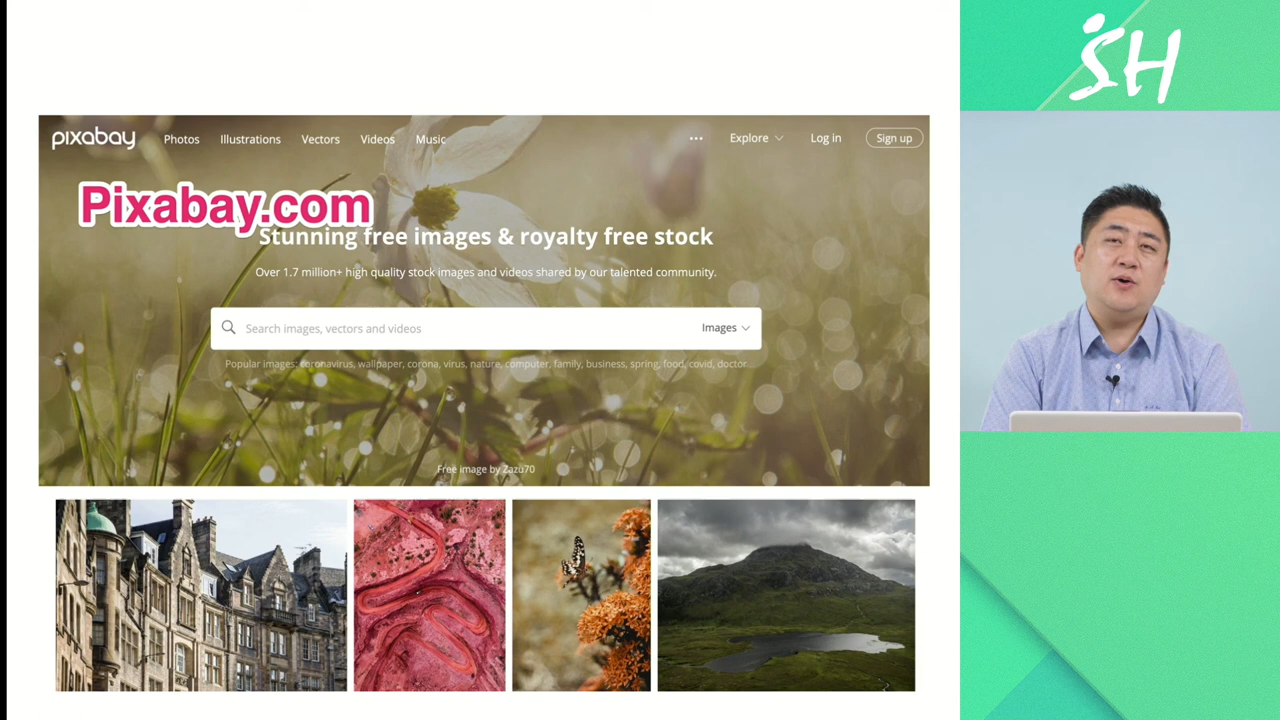 SH
pixabay Photos Illustrations Vectors Videos Music ••• Explore Log in Sign up
Pixabay.com
Stunning free images & royalty free stock
Over 1.7 million+ high quality stock images and videos shared by our talented community.
Search images, vectors and videos Images
Popular images: coronavirus, wallpaper, corona, virus, nature, computer, family, business, spring, food, covid, doctor
Free image by Zazu70